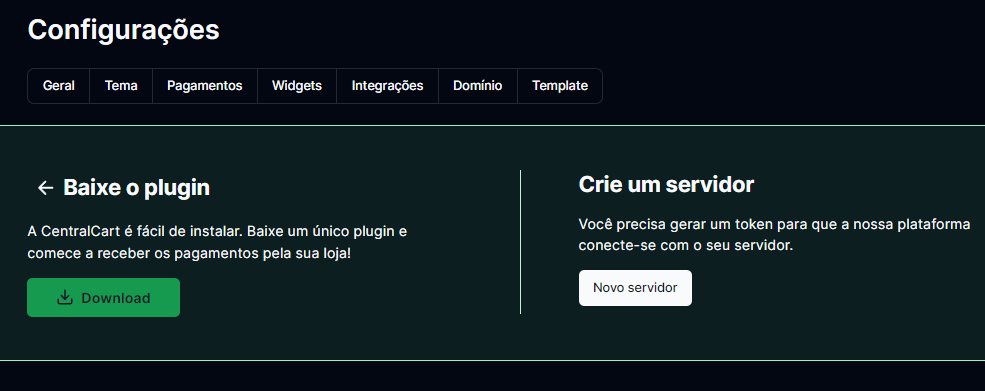 Configurações
Geral
Tema
Pagamentos
Widgets
Integrações
Domínio
Template
Baixe o plugin
A CentralCart é fácil de instalar. Baixe um único plugin e
comece a receber os pagamentos pela sua loja!
Download
Crie um servidor
Você precisa gerar um token para que a nossa plataforma
conecte-se com o seu servidor.
Novo servidor